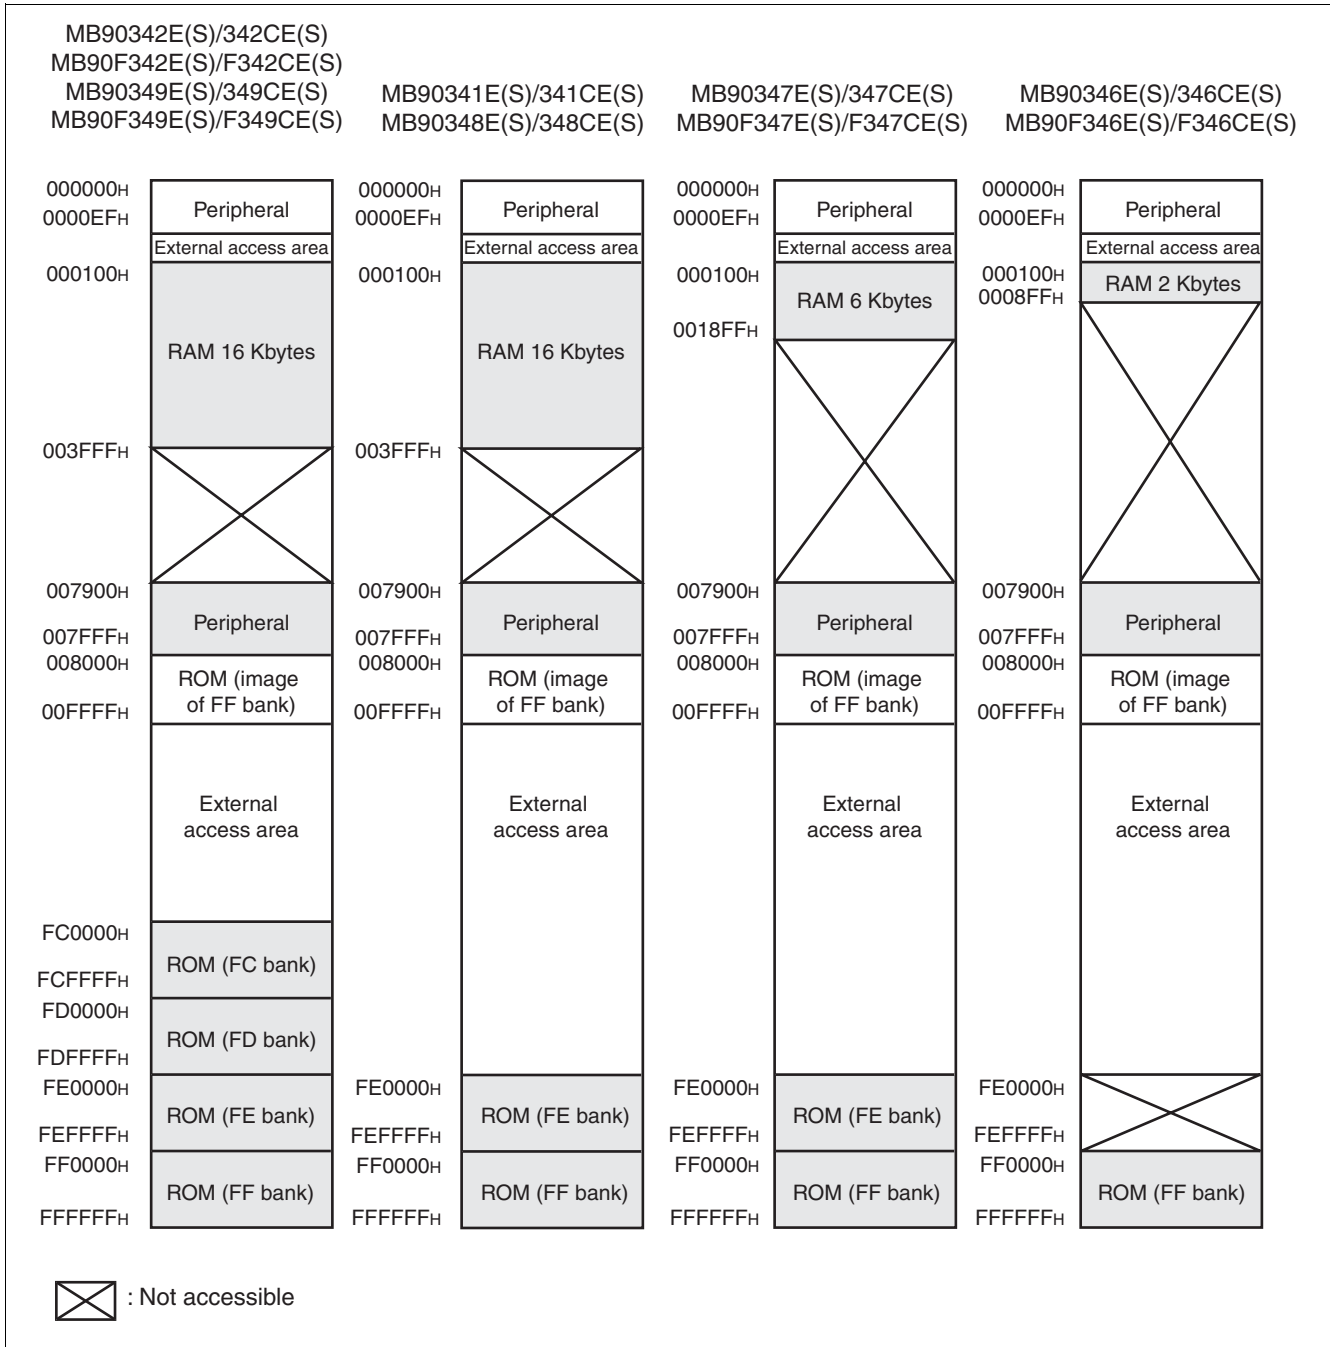 MB90342E(S)/342CE(S)
MB90F342E(S)/F342CE(S)
MB90349E(S)/349CE(S)
MB90F349E(S)/F349CE(S)
000000H
0000EFH
Peripheral
External access area
000100H
RAM 16 Kbytes
003FFFH
007900H
Peripheral
007FFFH
008000H
ROM (image
of FF bank)
00FFFFH
External
access area
FC0000H
ROM (FC bank)
FCFFFFH
FD0000H
ROM (FD bank)
FDFFFFH
FE0000H
ROM (FE bank)
FEFFFFH
FF0000H
ROM (FF bank)
FFFFFFH
MB90341E(S)/341CE(S)
MB90348E(S)/348CE(S)
000000H
0000EFH
Peripheral
External access area
000100H
RAM 16 Kbytes
003FFFH
007900H
Peripheral
007FFFH
008000H
ROM (image
of FF bank)
00FFFFH
External
access area
FE0000H
ROM (FE bank)
FEFFFFH
FF0000H
ROM (FF bank)
FFFFFFH
MB90347E(S)/347CE(S)
MB90F347E(S)/F347CE(S)
000000H
0000EFH
Peripheral
External access area
000100H
RAM 6 Kbytes
0018FFH
007900H
Peripheral
007FFFH
008000H
ROM (image
of FF bank)
00FFFFH
External
access area
FE0000H
ROM (FE bank)
FEFFFFH
FF0000H
ROM (FF bank)
FFFFFFH
MB90346E(S)/346CE(S)
MB90F346E(S)/F346CE(S)
000000H
0000EFH
Peripheral
External access area
000100H
RAM 2 Kbytes
0008FFH
007900H
Peripheral
007FFFH
008000H
ROM (image
of FF bank)
00FFFFH
External
access area
FE0000H
FEFFFFH
FF0000H
ROM (FF bank)
FFFFFFH
: Not accessible